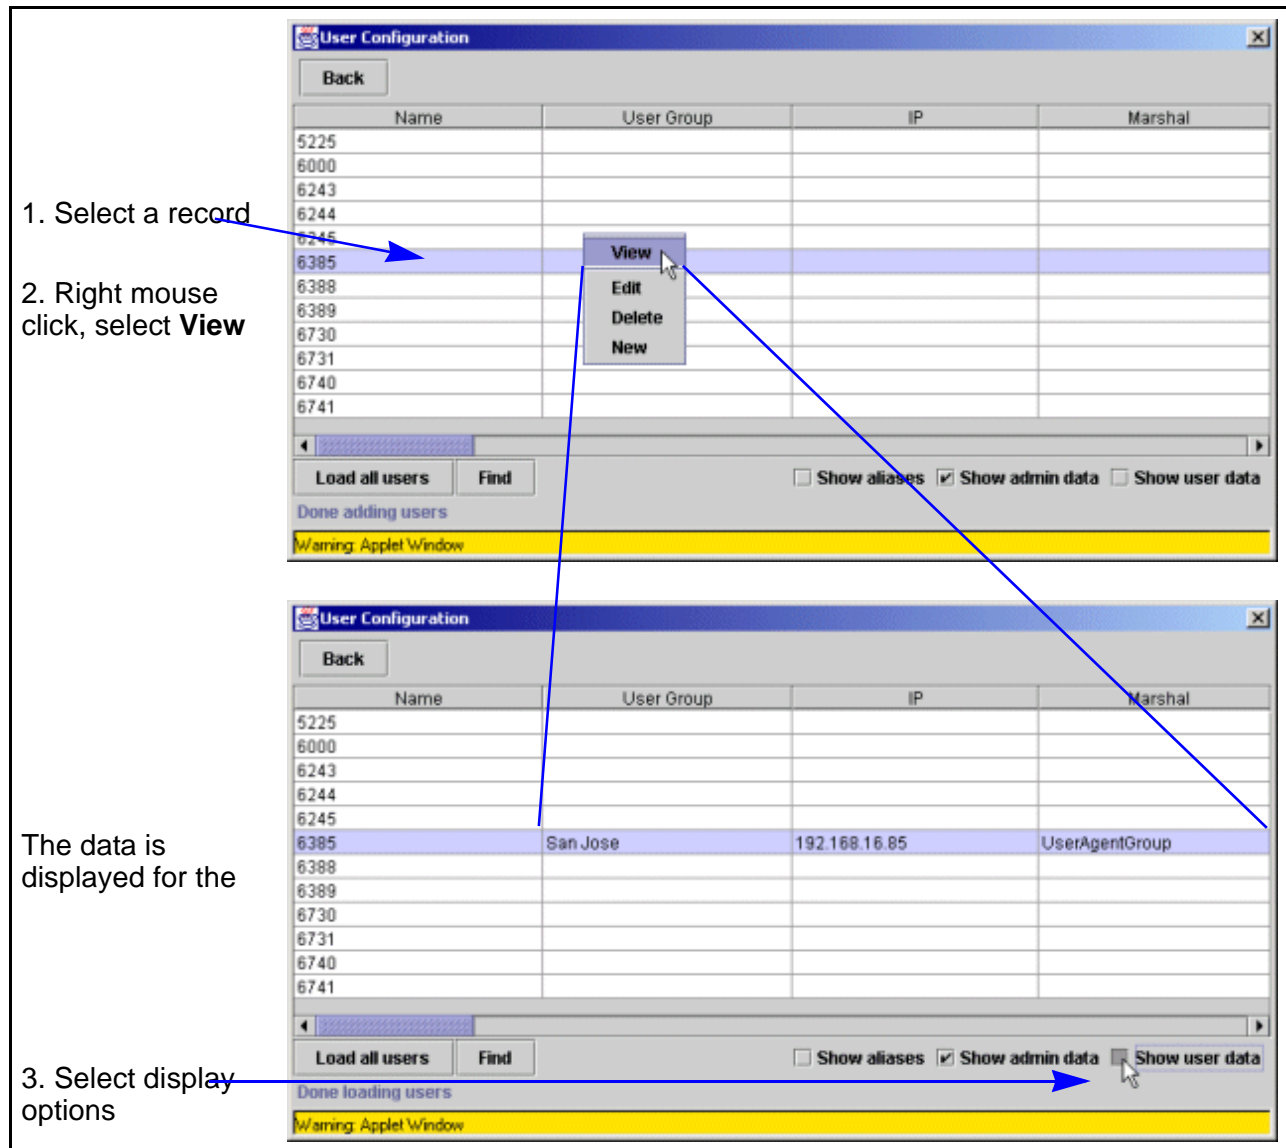 User Configuration
Back
Name User Group IP Marshal
5225
6000
6243
6244
6245
6385
6388
6389
6730
6731
6740
6741
View
Edit
Delete
New
Load all users Find Show aliases Show admin data Show user data
Done adding users
Warning: Applet Window
1. Select a record
2. Right mouse
click, select View
User Configuration
Back
Name User Group IP Marshal
5225
6000
6243
6244
6245
6385 San Jose 192.168.16.85 UserAgentGroup
6388
6389
6730
6731
6740
6741
Load all users Find Show aliases Show admin data Show user data
Done loading users
Warning: Applet Window
The data is
displayed for the
3. Select display
options